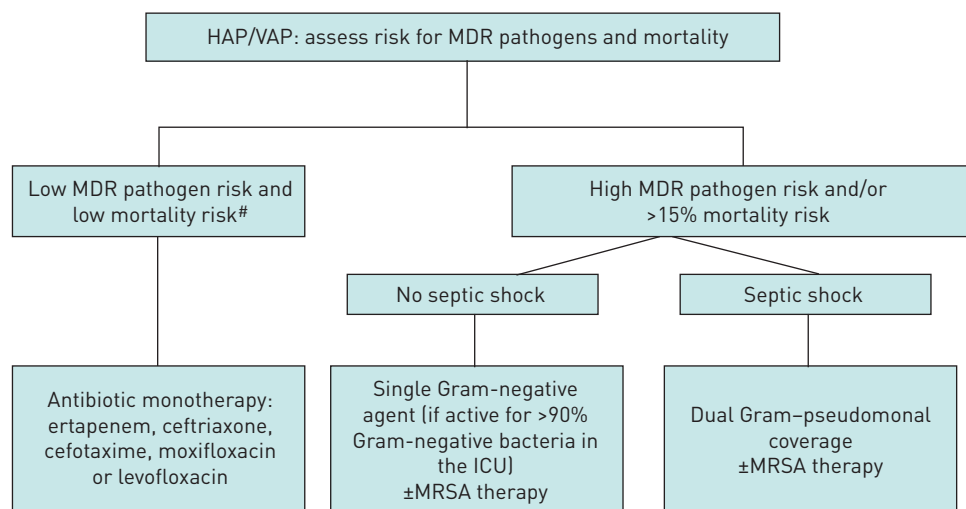 HAP/VAP: assess risk for MDR pathogens and mortality
Low MDR pathogen risk and
low mortality risk#
High MDR pathogen risk and/or
>15% mortality risk
No septic shock
Septic shock
Antibiotic monotherapy:
ertapenem, ceftriaxone,
cefotaxime, moxifloxacin
or levofloxacin
Single Gram-negative
agent (if active for >90%
Gram-negative bacteria in
the ICU)
±MRSA therapy
Dual Gram–pseudomonal
coverage
±MRSA therapy